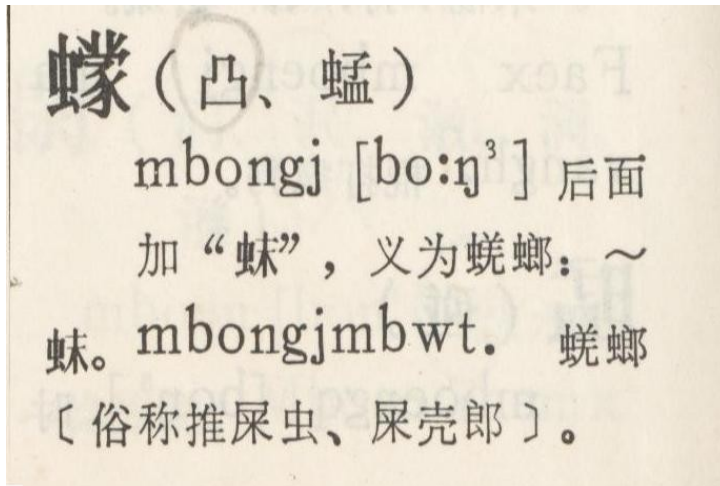 蠓（凸、蜢）
mbongj [bo:ŋ³] 后面
加“蛛”，义为蜣螂：～
蛛。mbongjmbwt. 蜣螂
〔俗称推屎虫、屎壳郎〕。